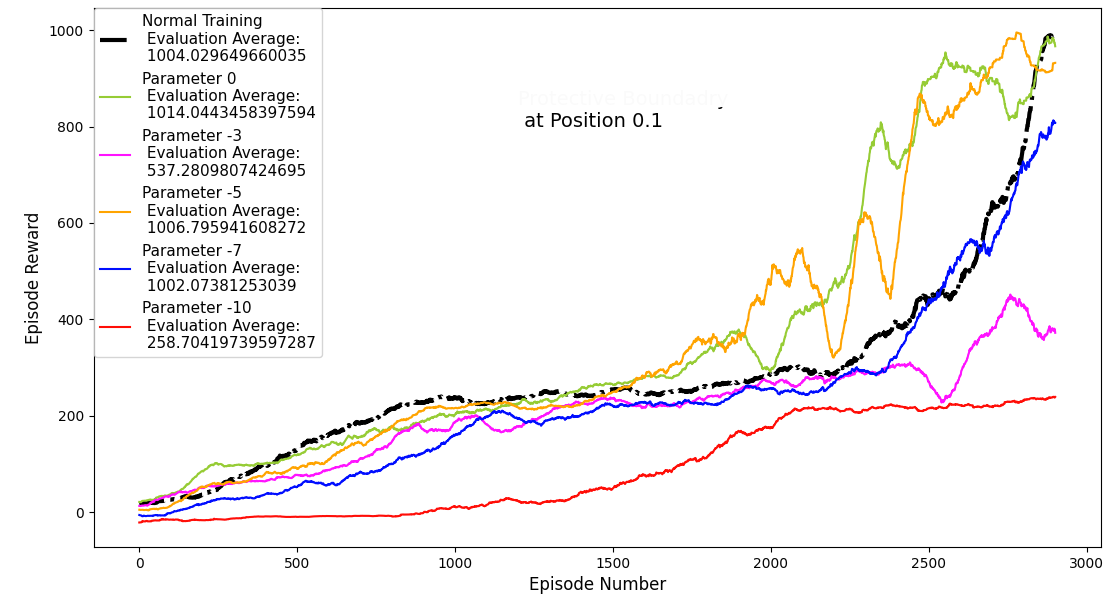 1000
800
600
400
200
0
Episode Reward
Normal Training
Evaluation Average:
1004.029649660035
Parameter 0
Evaluation Average:
1014.0443458397594
Parameter -3
Evaluation Average:
537.2809807424695
Parameter -5
Evaluation Average:
1006.795941608272
Parameter -7
Evaluation Average:
1002.07381253039
Parameter -10
Evaluation Average:
258.70419739597287
at Position 0.1
0
500
1000
1500
2000
2500
3000
Episode Number